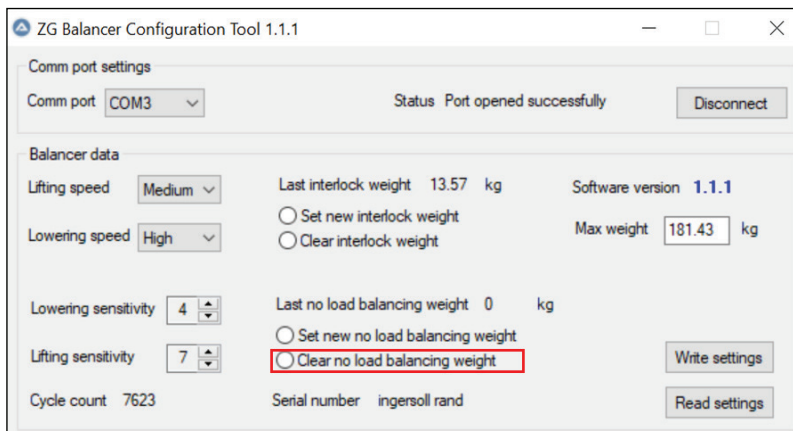 ZG Balancer Configuration Tool 1.1.1
Comm port settings
Comm port COM3 Status Port opened successfully Disconnect
Balancer data
Lifting speed Medium Last interlock weight 13.57 kg Software version 1.1.1
Set new interlock weight
Lowering speed High Clear interlock weight Max weight 181.43 kg
Lowering sensitivity 4 Last no load balancing weight 0 kg
Set new no load balancing weight
Lifting sensitivity 7 Clear no load balancing weight Write settings
Cycle count 7623 Serial number ingersoll rand Read settings